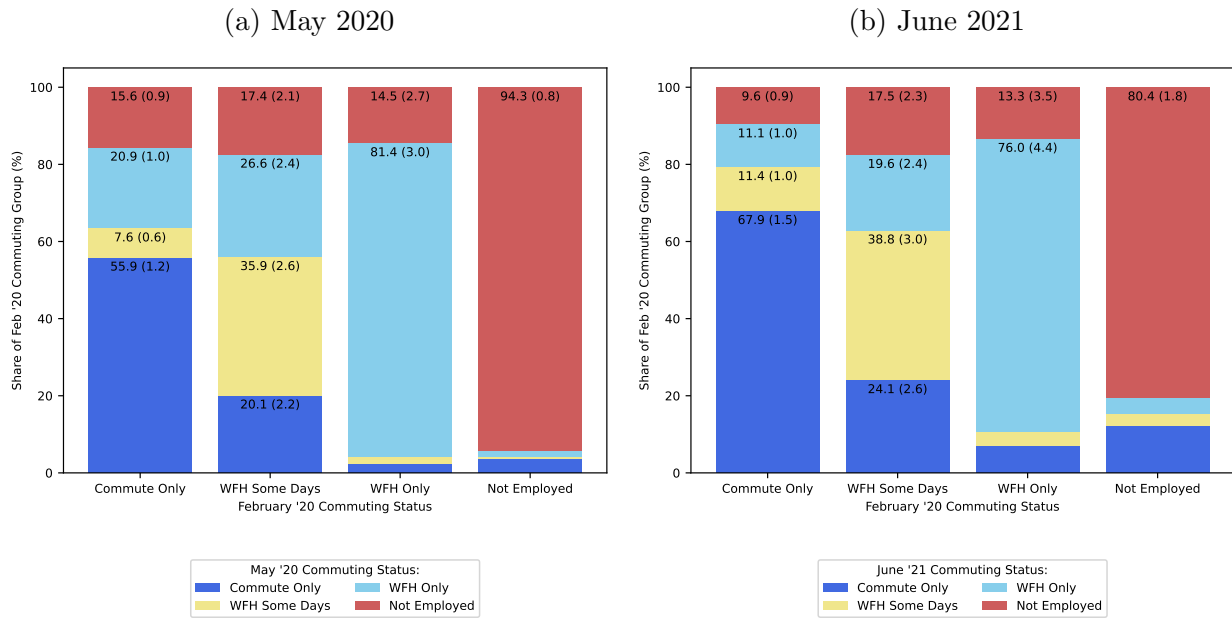 (a) May 2020
Share of Feb '20 Commuting Group (%)
100
80
60
40
20
0
15.6 (0.9)
20.9 (1.0)
7.6 (0.6)
55.9 (1.2)
17.4 (2.1)
26.6 (2.4)
35.9 (2.6)
20.1 (2.2)
14.5 (2.7)
81.4 (3.0)
94.3 (0.8)
Commute Only
WFH Some Days
WFH Only
Not Employed
February '20 Commuting Status
May '20 Commuting Status:
Commute Only
WFH Some Days
WFH Only
Not Employed
(b) June 2021
Share of Feb '20 Commuting Group (%)
100
80
60
40
20
0
9.6 (0.9)
11.1 (1.0)
11.4 (1.0)
67.9 (1.5)
17.5 (2.3)
19.6 (2.4)
38.8 (3.0)
24.1 (2.6)
13.3 (3.5)
76.0 (4.4)
80.4 (1.8)
Commute Only
WFH Some Days
WFH Only
Not Employed
February '20 Commuting Status
June '21 Commuting Status:
Commute Only
WFH Some Days
WFH Only
Not Employed